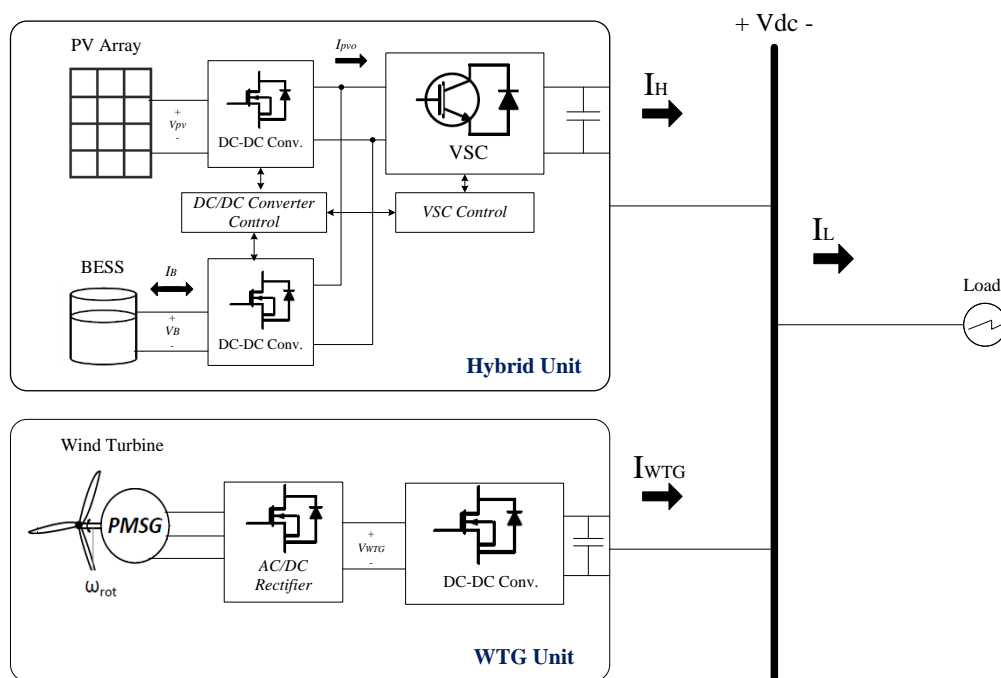 + Vdc -
PV Array
Ipvo
+
Vpv
-
DC-DC Conv.
VSC
IH
DC/DC Converter
Control
VSC Control
IL
BESS
IB
+
VB
-
DC-DC Conv.
Load
Hybrid Unit
Wind Turbine
IWTG
PMSG
ωrot
AC/DC
Rectifier
+
VWTG
-
DC-DC Conv.
WTG Unit